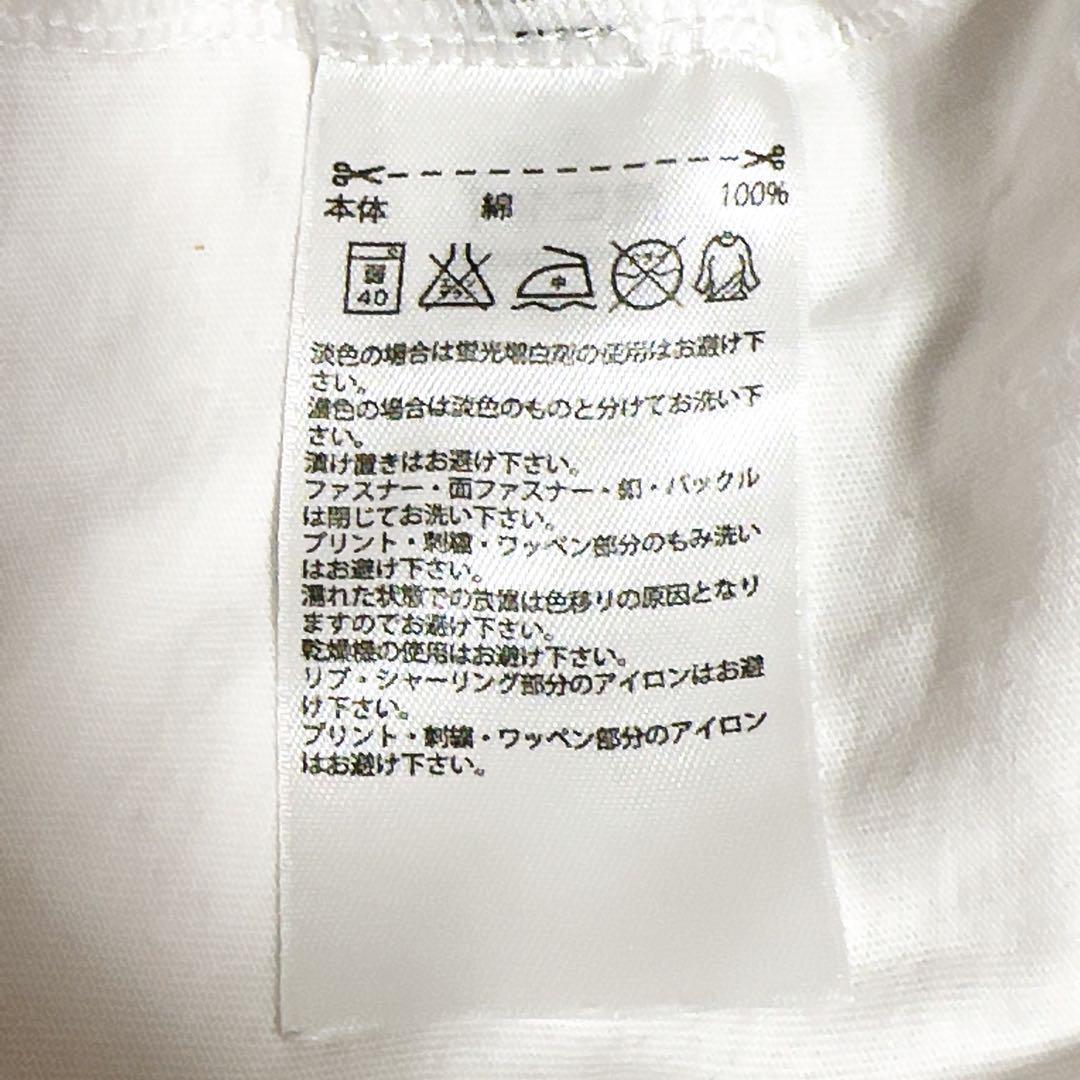 本体 綿 100%
弱
40
中
淡色の場合は蛍光増白剤の使用はお避け下
さい。
濃色の場合は淡色のものと分けてお洗い下
さい。
漬け置きはお避け下さい。
ファスナー・面ファスナー・釦・バックル
は閉じてお洗い下さい。
プリント・刺繍・ワッペン部分のもみ洗い
はお避け下さい。
濡れた状態での放置は色移りの原因となり
ますのでお避け下さい。
乾燥機の使用はお避け下さい。
リブ・シャーリング部分のアイロンはお避
け下さい。
プリント・刺繍・ワッペン部分のアイロン
はお避け下さい。